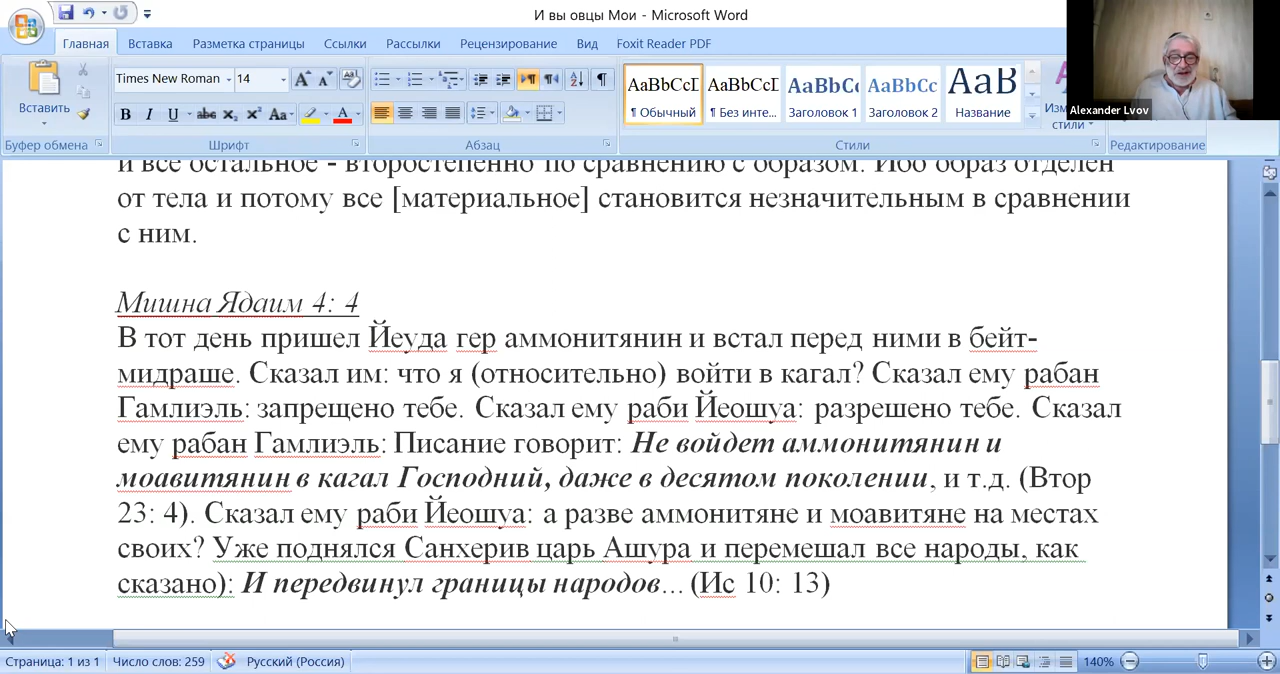 И вы овцы Мои - Microsoft Word
Главная Вставка Разметка страницы Ссылки Рассылки Рецензирование Вид Foxit Reader PDF
Вставить
Times New Roman 14
AaBbCcI AaBbCcI AaBbCc AaBbCc AaB
¶ Обычный ¶ Без инте... Заголовок 1 Заголовок 2 Название
стили
Буфер обмена Шрифт Абзац Стили Редактирование
Alexander Lvov
и все остальное - второстепенно по сравнению с образом. Ибо образ отделен
от тела и потому все [материальное] становится незначительным в сравнении
с ним.
Мишна Ядаим 4: 4
В тот день пришел Йеуда гер аммонитянин и встал перед ними в бейт-
мидраше. Сказал им: что я (относительно) войти в кагал? Сказал ему рабан
Гамлиэль: запрещено тебе. Сказал ему раби Йеошуа: разрешено тебе. Сказал
ему рабан Гамлиэль: Писание говорит: Не войдет аммонитянин и
моавитянин в кагал Господний, даже в десятом поколении, и т.д. (Втор
23: 4). Сказал ему раби Йеошуа: а разве аммонитяне и моавитяне на местах
своих? Уже поднялся Санхерив царь Ашура и перемешал все народы, как
сказано): И передвинул границы народов... (Ис 10: 13)
Страница: 1 из 1 Число слов: 259 Русский (Россия) 140%